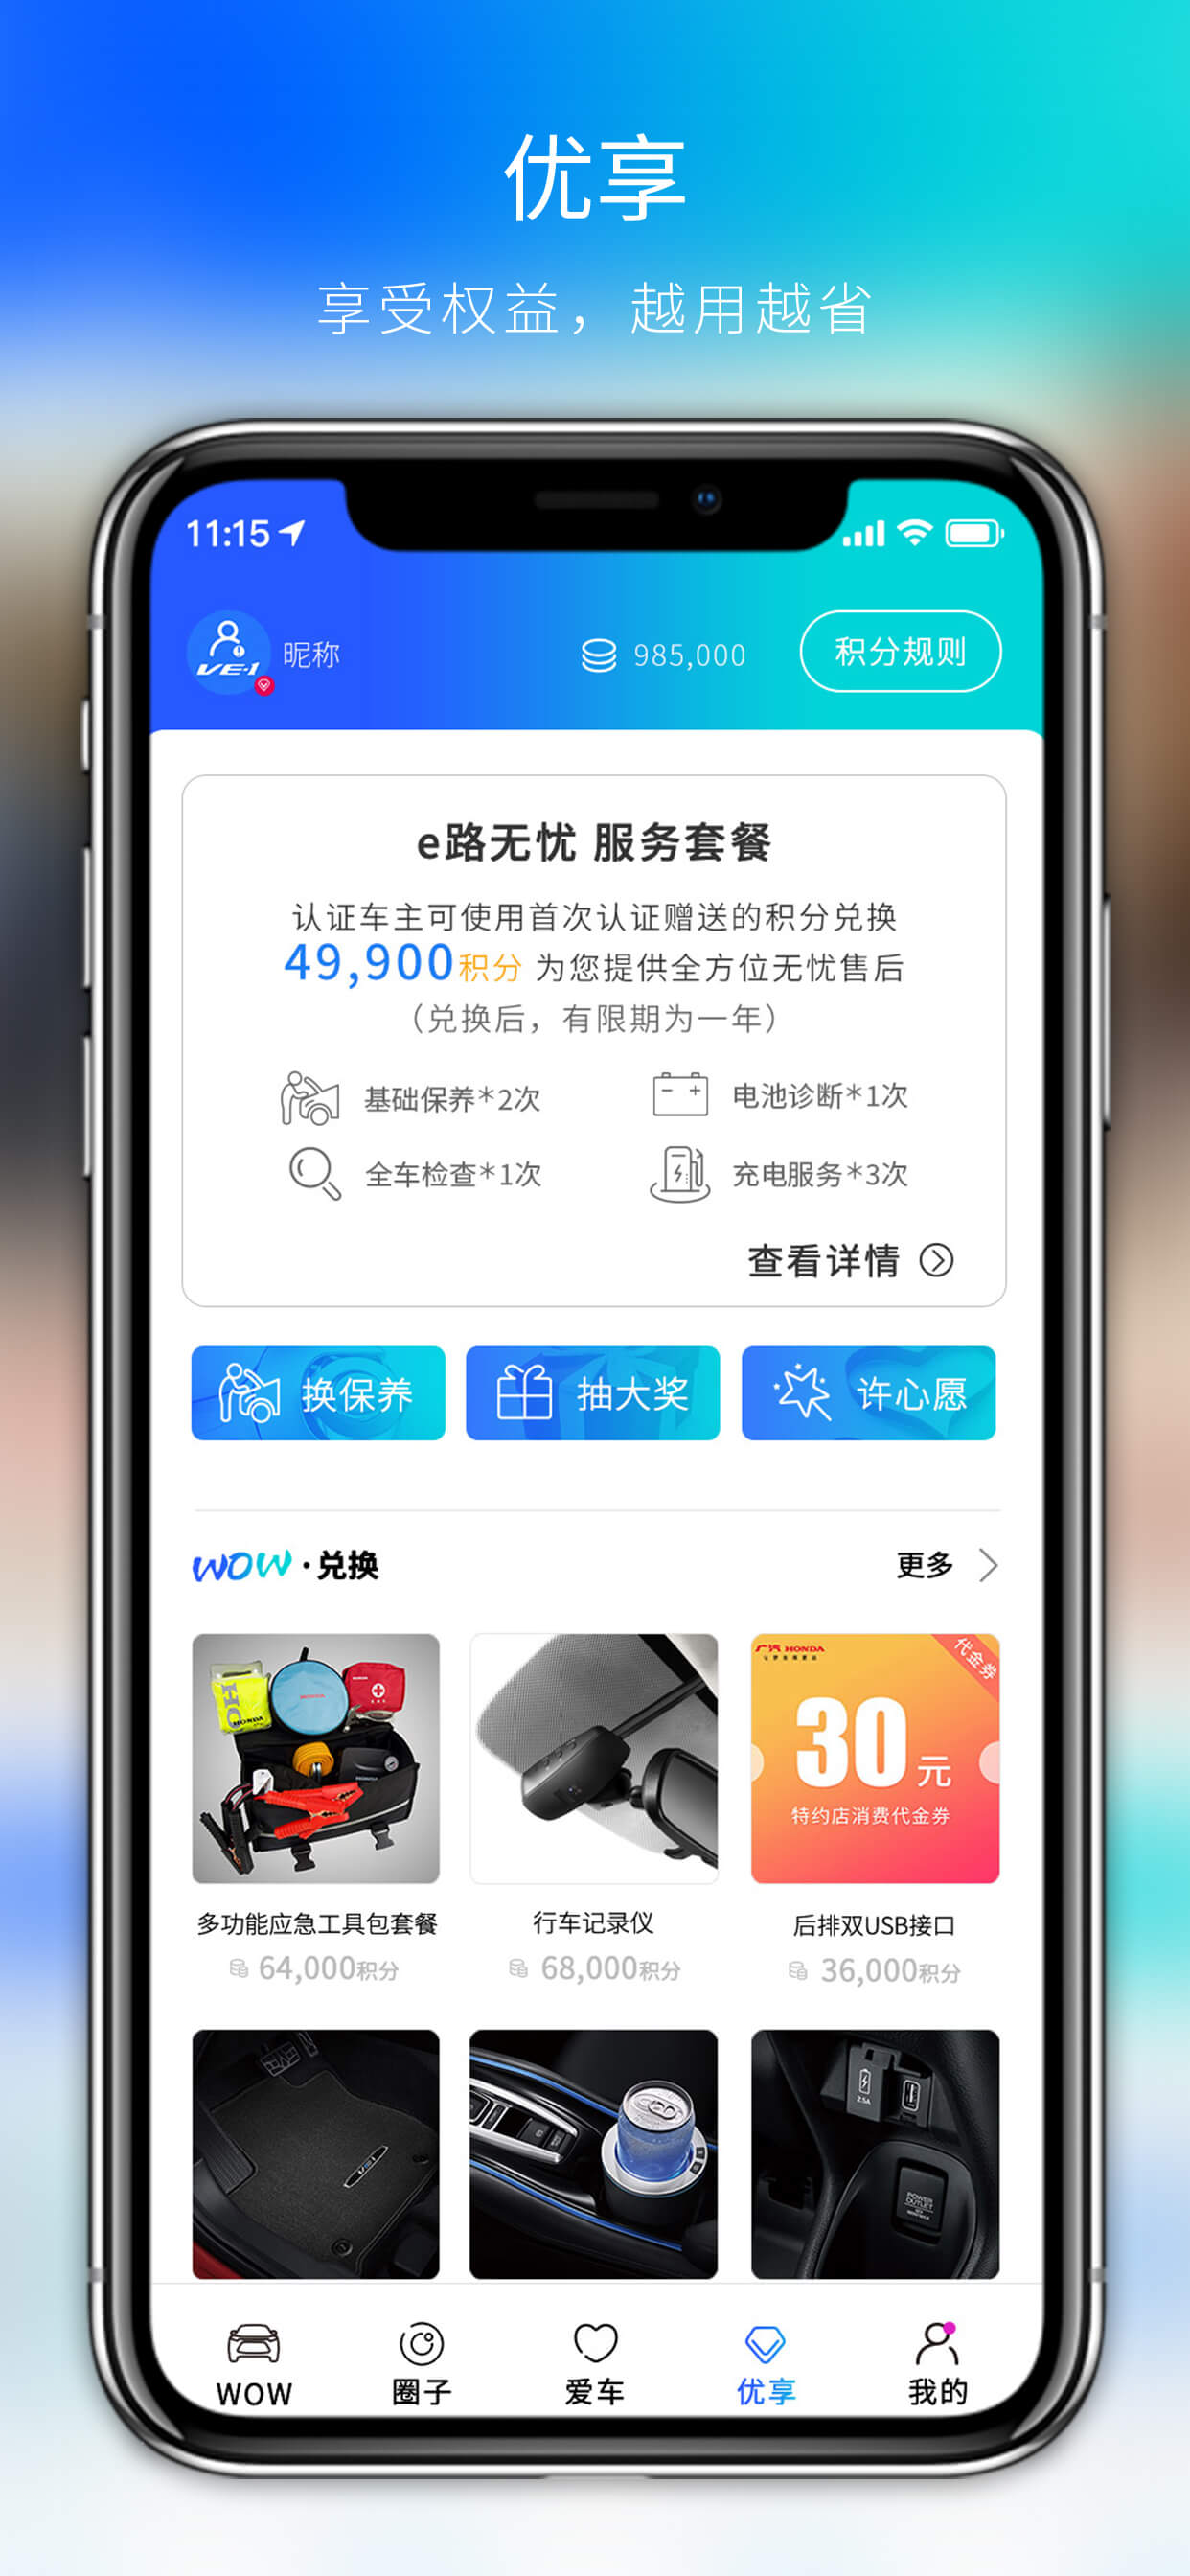 优享
享受权益，越用越省
11:15
VE-1
昵称
985,000
积分规则
e路无忧 服务套餐
认证车主可使用首次认证赠送的积分兑换
49,900积分 为您提供全方位无忧售后
（兑换后，有限期为一年）
基础保养*2次
电池诊断*1次
全车检查*1次
充电服务*3次
查看详情
换保养
抽大奖
许心愿
WOW·兑换
更多
HONDA
广汽 HONDA
代金券
30元
特约店消费代金券
多功能应急工具包套餐
行车记录仪
后排双USB接口
64,000积分
68,000积分
36,000积分
2.5A
POWER
OUTLET
WOW
圈子
爱车
优享
我的